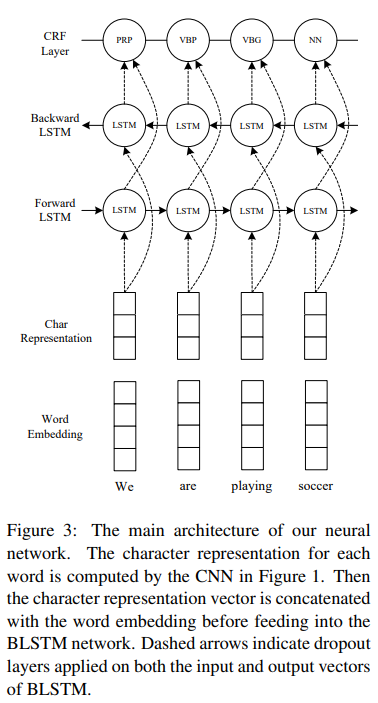 CRF
Layer
PRP VBP VBG NN
Backward
LSTM
LSTM LSTM LSTM LSTM
Forward
LSTM
LSTM LSTM LSTM LSTM
Char
Representation
Word
Embedding
We are playing soccer
Figure 3: The main architecture of our neural
network. The character representation for each
word is computed by the CNN in Figure 1. Then
the character representation vector is concatenated
with the word embedding before feeding into the
BLSTM network. Dashed arrows indicate dropout
layers applied on both the input and output vectors
of BLSTM.